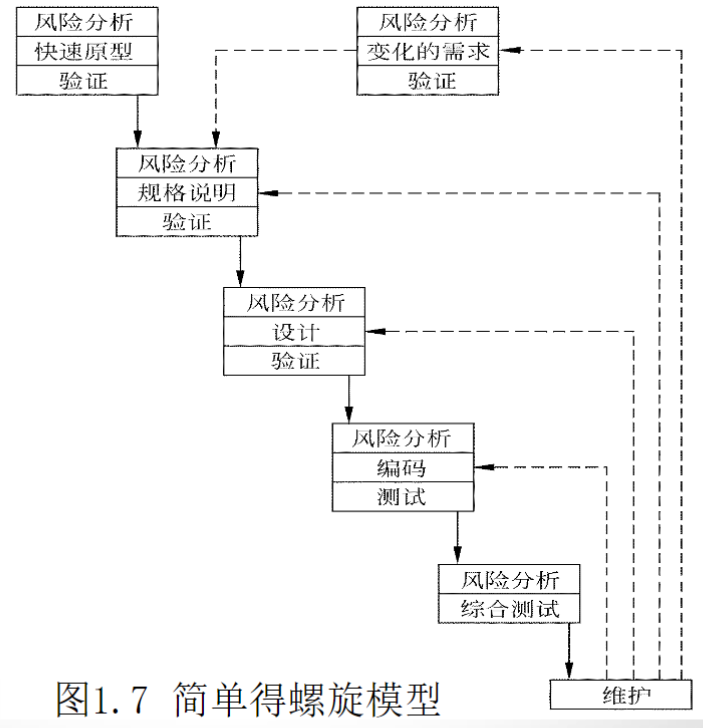 风险分析
快速原型
验证
风险分析
变化的需求
验证
风险分析
规格说明
验证
风险分析
设计
验证
风险分析
编码
测试
风险分析
综合测试
维护
图1.7 简单得螺旋模型